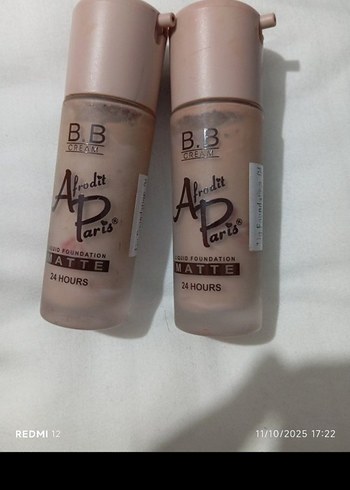 B.B
CREAM
Afrodit
Paris®
LIQUID FOUNDATION
MATTE
24 HOURS
B.B
CREAM
Afrodit
Paris®
LIQUID FOUNDATION
MATTE
24 HOURS
REDMI 12
11/10/2025 17:22